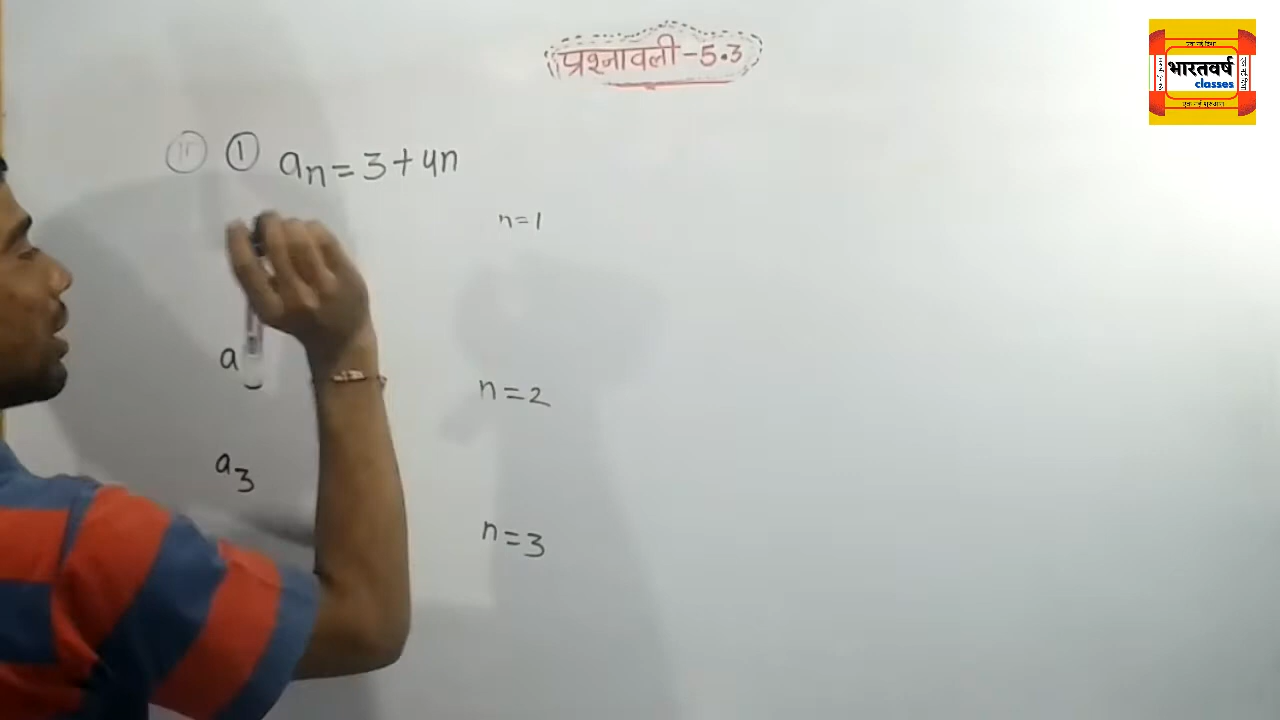 प्रश्नावली-5.3
भारतवर्ष
classes
① aₙ = 3 + 4n
n = 1
a
n = 2
a₃
n = 3